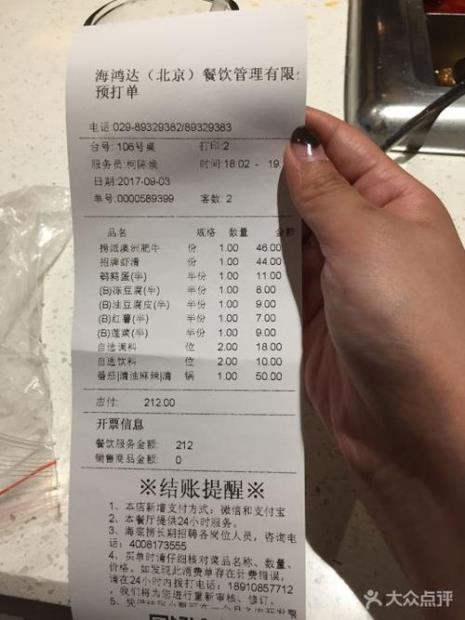 海鸿达（北京）餐饮管理有限
预打单
电话:029-89329382/89329383
台号: 106号桌 打印:2
服务员:柯陈焕 时间:18:02 - 19:
日期:2017-09-03
单号:0000589399 客数: 2
品名 规格 数量 金额
捞派澳洲肥牛 份 1.00 46.00
招牌虾滑 份 1.00 44.00
鹌鹑蛋(半) 半份 1.00 11.00
(B)冻豆腐(半) 半份 1.00 8.00
(B)油豆腐皮(半) 半份 1.00 9.00
(B)红薯(半) 半份 1.00 7.00
(B)莲菜(半) 半份 1.00 9.00
自选调料 位 2.00 18.00
自选饮料 位 2.00 10.00
番茄|清油麻辣|清 锅 1.00 50.00
应付: 212.00
开票信息
餐饮服务金额: 212
销售菜品金额: 0
※结账提醒※
1、本店新增支付方式：微信和支付宝
2、本餐厅提供24小时服务。
3、海底捞长期招聘各岗位人员，咨询电
话：4008173555
4、买单时请仔细核对菜品名称、数量、
价格。如发现此消费单存在计费错误，
请在24小时内拨打电话：18910857712
，我们将为您进行重新审核、修订。
大众点评